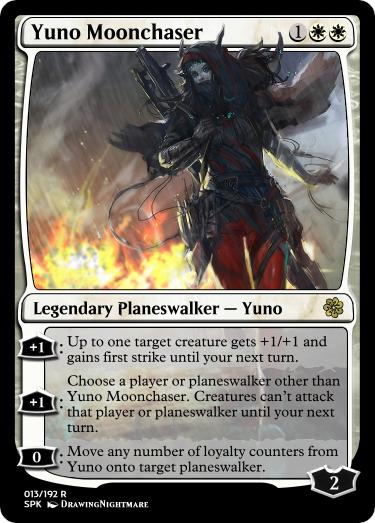 Yuno Moonchaser 1
Legendary Planeswalker — Yuno
+1: Up to one target creature gets +1/+1 and
gains first strike until your next turn.
Choose a player or planeswalker other than
+1: Yuno Moonchaser. Creatures can't attack
that player or planeswalker until your next
turn.
0: Move any number of loyalty counters from
Yuno onto target planeswalker.
2
013/192 R
SPK DrawingNightmare